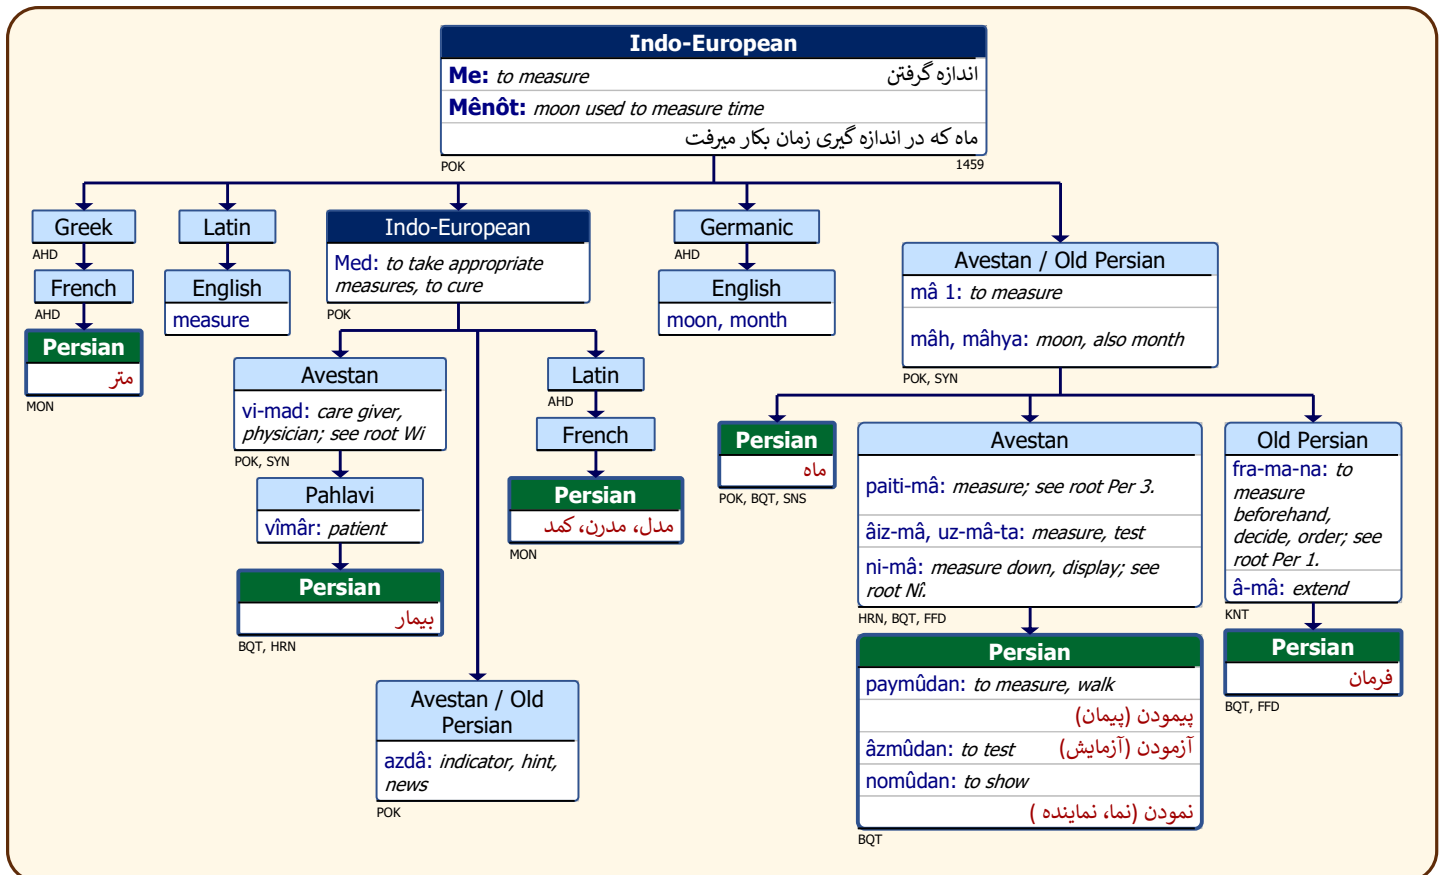 Indo-European
Me: to measure اندازه گرفتن
Mênôt: moon used to measure time
ماه که در اندازه گیری زمان بکار میرفت
POK 1459
Greek
AHD
French
AHD
Persian
متر
MON
Latin
English
measure
Indo-European
Med: to take appropriate
measures, to cure
POK
Avestan
vi-mad: care giver,
physician; see root Wi
POK, SYN
Pahlavi
vîmâr: patient
Persian
بیمار
BQT, HRN
Avestan / Old
Persian
azdâ: indicator, hint,
news
POK
Latin
AHD
French
Persian
مدل، مدرن، کمد
MON
Germanic
AHD
English
moon, month
Avestan / Old Persian
mâ 1: to measure
mâh, mâhya: moon, also month
POK, SYN
Persian
ماه
POK, BQT, SNS
Avestan
paiti-mâ: measure; see root Per 3.
âiz-mâ, uz-mâ-ta: measure, test
ni-mâ: measure down, display; see
root Nî.
HRN, BQT, FFD
Persian
paymûdan: to measure, walk
پیمودن (پیمان)
âzmûdan: to test آزمودن (آزمایش)
nomûdan: to show
نمودن (نما، نماینده )
BQT
Old Persian
fra-ma-na: to
measure
beforehand,
decide, order; see
root Per 1.
â-mâ: extend
KNT
Persian
فرمان
BQT, FFD